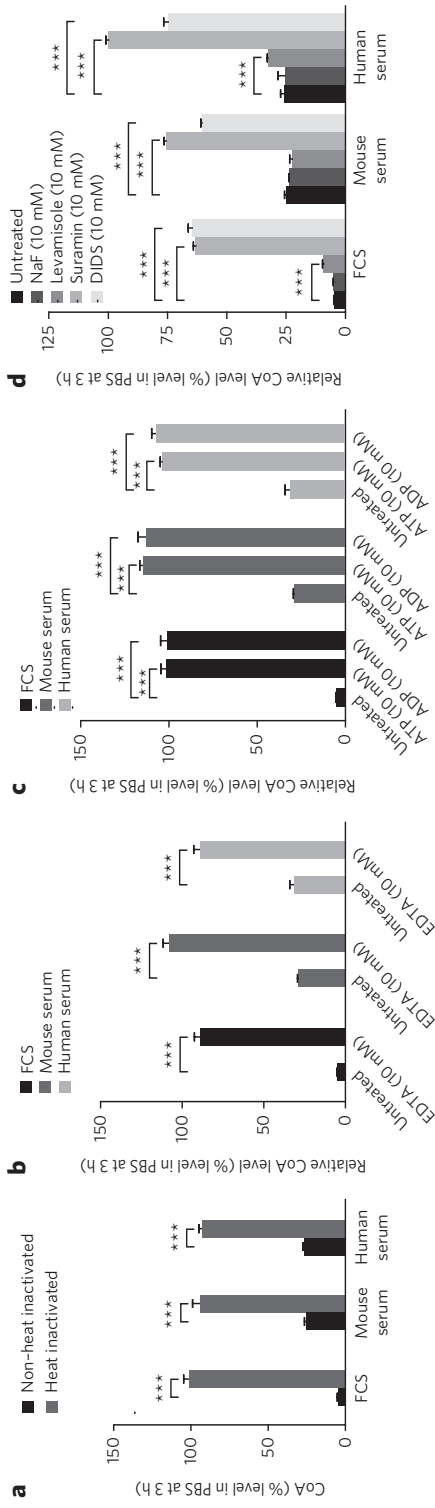 a
Non-heat inactivated
Heat inactivated
CoA (% level in PBS at 3 h)
150
100
50
0
***
***
***
FCS
Mouse
serum
Human
serum
b
FCS
Mouse serum
Human serum
Relative CoA level (% level in PBS at 3 h)
150
100
50
0
***
***
***
Untreated
EDTA (10 mM)
Untreated
EDTA (10 mM)
Untreated
EDTA (10 mM)
c
FCS
Mouse serum
Human serum
Relative CoA level (% level in PBS at 3 h)
150
100
50
0
***
***
***
***
***
***
Untreated
ATP (10 mM)
ADP (10 mM)
Untreated
ATP (10 mM)
ADP (10 mM)
Untreated
ATP (10 mM)
ADP (10 mM)
d
Untreated
NaF (10 mM)
Levamisole (10 mM)
Suramin (10 mM)
DIDS (10 mM)
Relative CoA level (% level in PBS at 3 h)
125
100
75
50
25
0
***
***
***
***
***
***
***
***
FCS
Mouse
serum
Human
serum